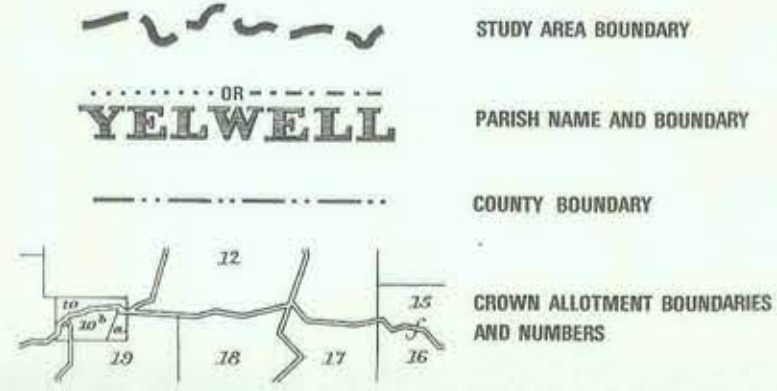 STUDY AREA BOUNDARY
OR
YELWELL
PARISH NAME AND BOUNDARY
COUNTY BOUNDARY
12
10
10b
a
15
19
18
17
16
CROWN ALLOTMENT BOUNDARIES
AND NUMBERS